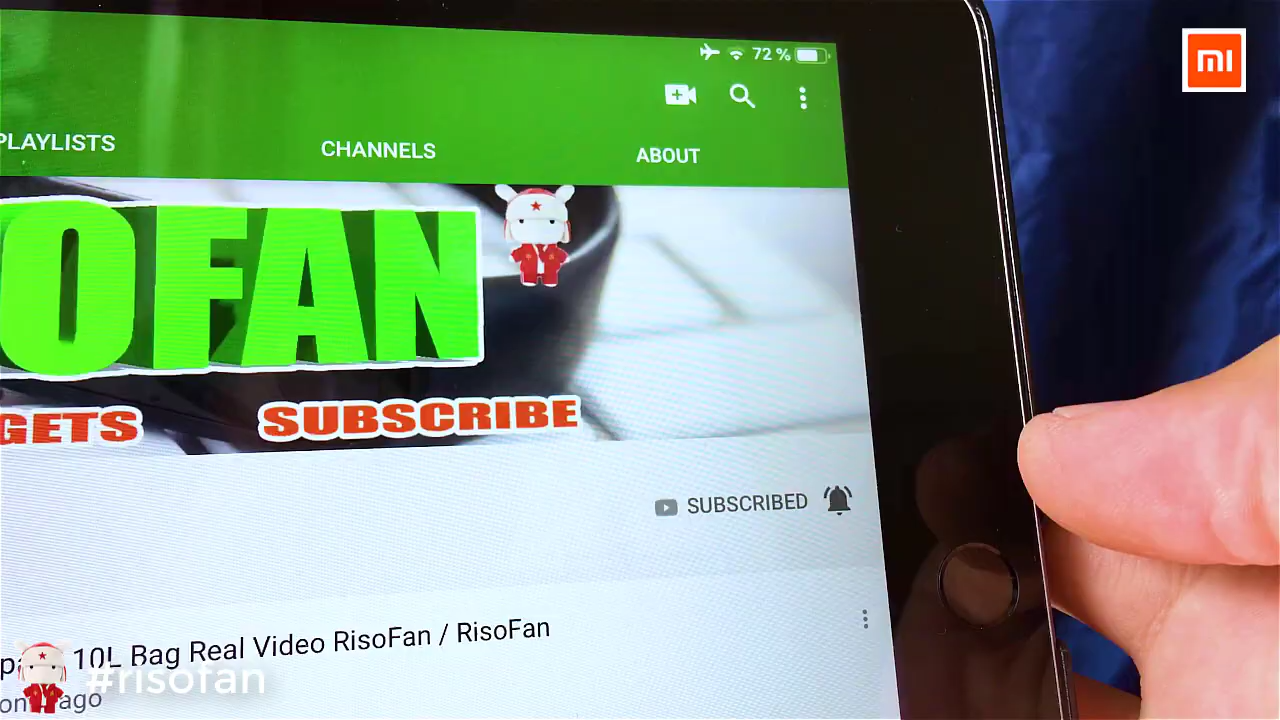 72 %
mi
PLAYLISTS CHANNELS ABOUT
OFAN
GETS SUBSCRIBE
SUBSCRIBED
10L Bag Real Video RisoFan / RisoFan
#risofan
ago